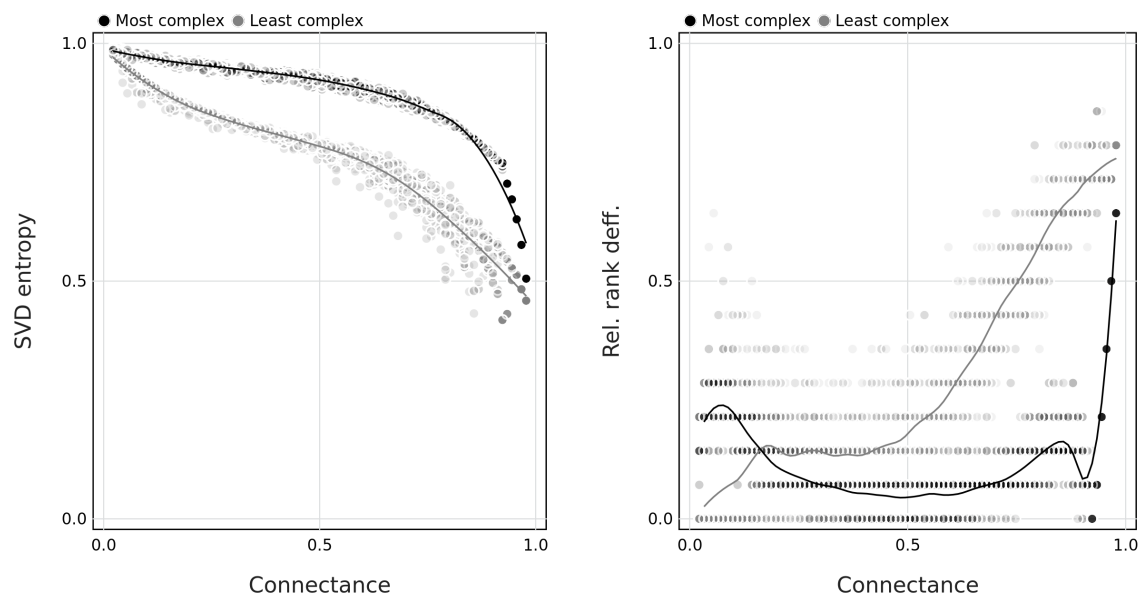 Most complex Least complex
1.0
0.5
0.0
SVD entropy
0.0 0.5 1.0
Connectance
Most complex Least complex
1.0
0.5
0.0
Rel. rank deff.
0.0 0.5 1.0
Connectance